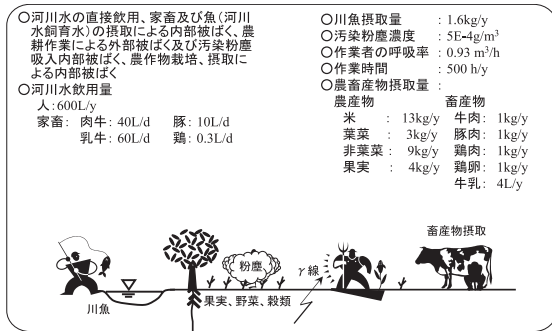 ○河川水の直接飲用、家畜及び魚（河川
水飼育水）の摂取による内部被ばく、農
耕作業による外部被ばく及び汚染粉塵
吸入内部被ばく、農作物栽培、摂取に
よる内部被ばく
○河川水飲用量
人:600L/y
家畜: 肉牛: 40L/d 豚: 10L/d
乳牛: 60L/d 鶏: 0.3L/d
○川魚摂取量 : 1.6kg/y
○汚染粉塵濃度 : 5E-4g/m³
○作業者の呼吸率 : 0.93 m³/h
○作業時間 : 500 h/y
○農畜産物摂取量 :
農産物 畜産物
米 : 13kg/y 牛肉: 1kg/y
葉菜 : 3kg/y 豚肉: 1kg/y
非葉菜 : 9kg/y 鶏肉: 1kg/y
果実 : 4kg/y 鶏卵: 1kg/y
牛乳: 4L/y
畜産物摂取
粉塵
γ線
川魚
果実、野菜、穀類